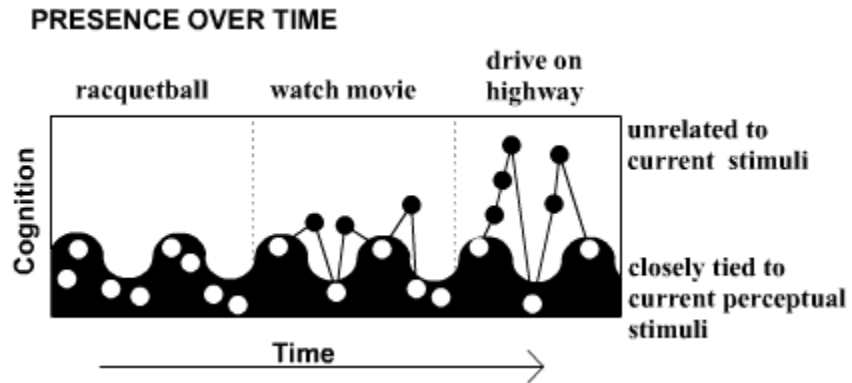 PRESENCE OVER TIME
racquetball
watch movie
drive on
highway
unrelated to
current stimuli
Cognition
closely tied to
current perceptual
stimuli
Time